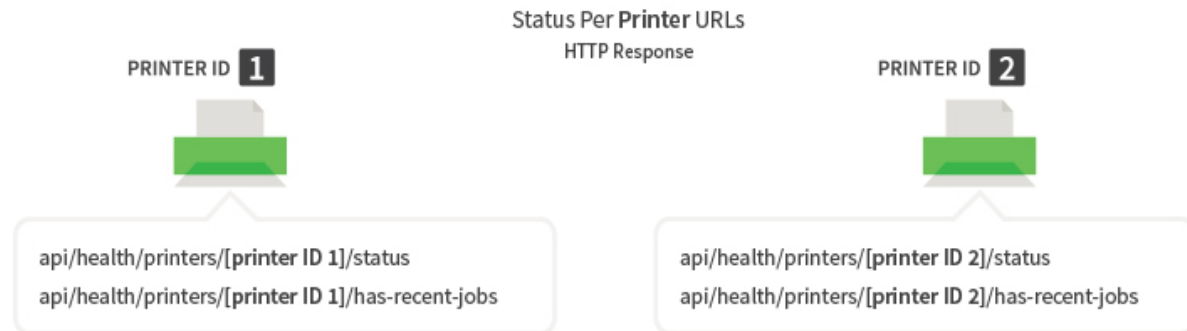 Status Per Printer URLs
HTTP Response
PRINTER ID 1
api/health/printers/[printer ID 1]/status
api/health/printers/[printer ID 1]/has-recent-jobs
PRINTER ID 2
api/health/printers/[printer ID 2]/status
api/health/printers/[printer ID 2]/has-recent-jobs